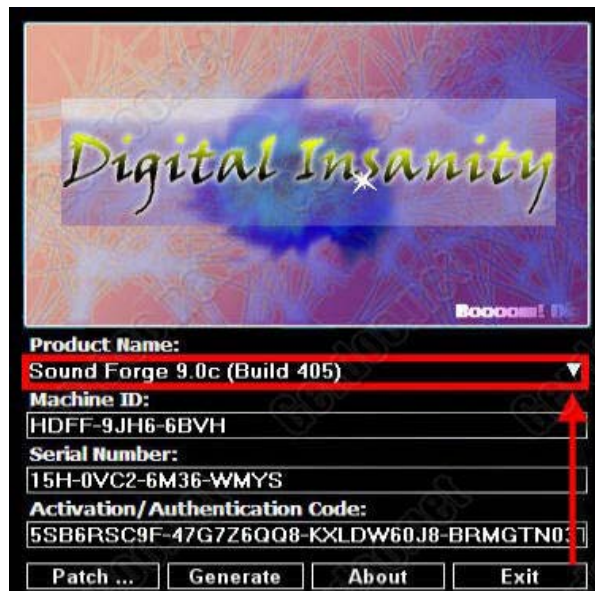 Digital Insanity
Boooom!
Product Name:
Sound Forge 9.0c (Build 405)
Machine ID:
HDFF-9JH6-6BVH
Serial Number:
15H-0VC2-6M36-WMYS
Activation/Authentication Code:
5SB6RSC9F-47G7Z6QQ8-KXLDW60J8-BRMGTN03
Patch ... Generate About Exit